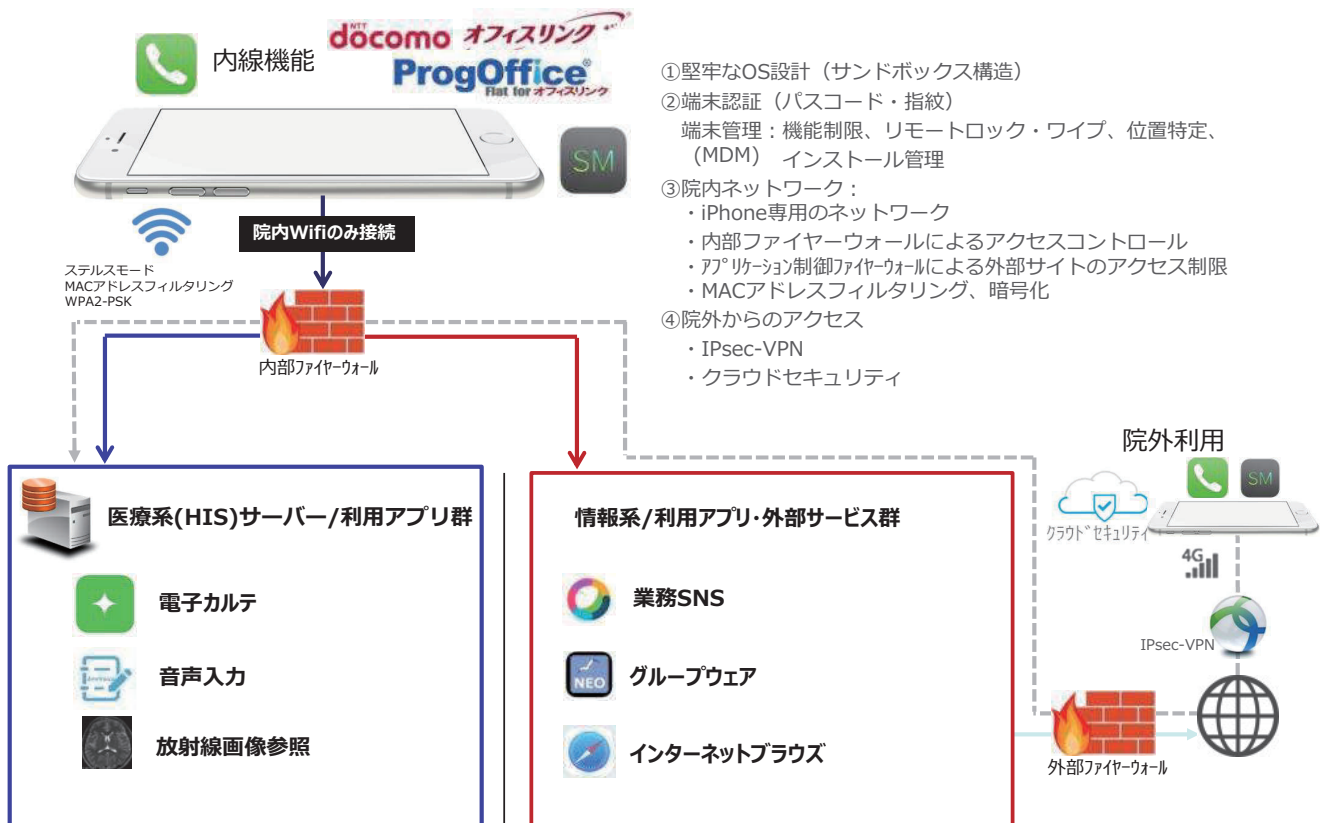 内線機能
NTT
döcomo オフィスリンク
ProgOffice®
Flat for オフィスリンク
SM
院内Wifiのみ接続
ステルスモード
MACアドレスフィルタリング
WPA2-PSK
内部ファイヤーウォール
①堅牢なOS設計（サンドボックス構造）
②端末認証（パスコード・指紋）
端末管理：機能制限、リモートロック・ワイプ、位置特定、
（MDM） インストール管理
③院内ネットワーク：
・iPhone専用のネットワーク
・内部ファイヤーウォールによるアクセスコントロール
・ｱﾌﾟﾘｹｰｼｮﾝ制御ﾌｧｲﾔｰｳｫｰﾙによる外部サイトのアクセス制限
・MACアドレスフィルタリング、暗号化
④院外からのアクセス
・IPsec-VPN
・クラウドセキュリティ
医療系(HIS)サーバー/利用アプリ群
電子カルテ
音声入力
放射線画像参照
情報系/利用アプリ･外部サービス群
業務SNS
NEO
グループウェア
インターネットブラウズ
院外利用
SM
クラウドセキュリティ
4G
IPsec-VPN
外部ファイヤーウォール